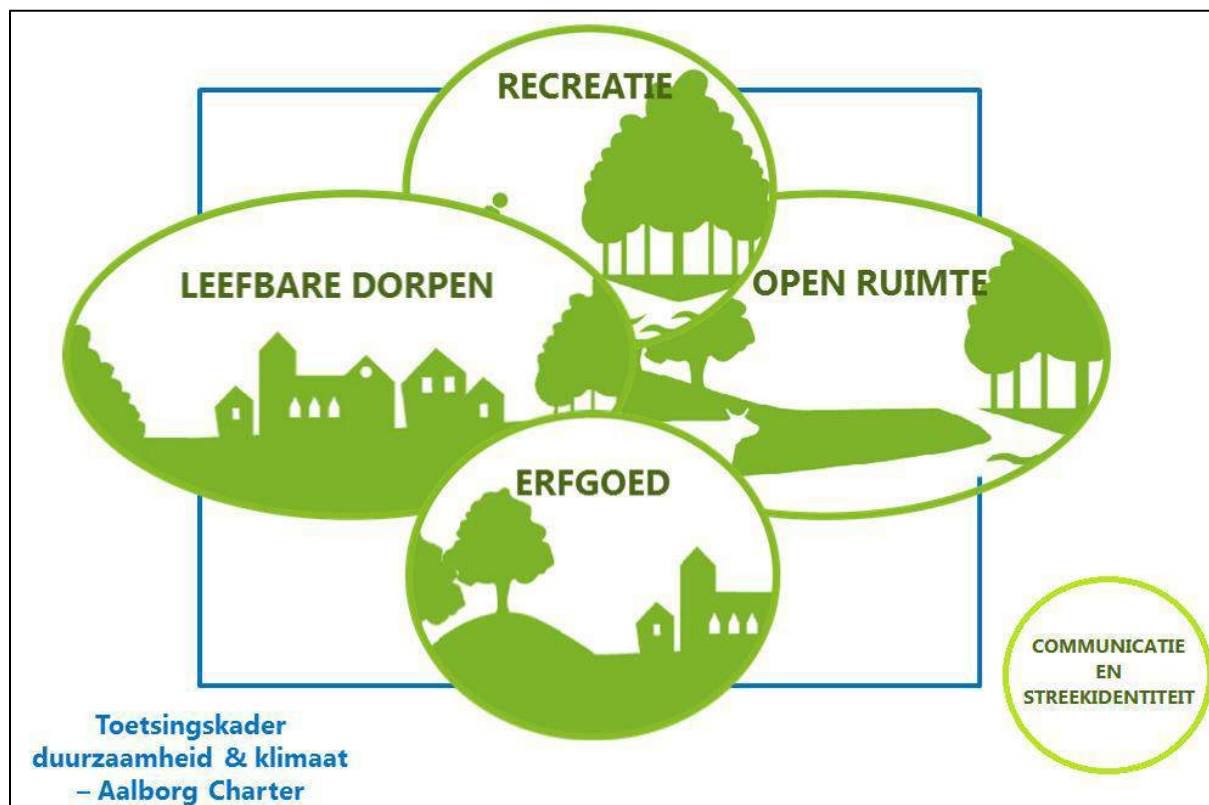 RECREATIE
LEEFBARE DORPEN
OPEN RUIMTE
ERFGOED
COMMUNICATIE
EN
STREEKIDENTITEIT
Toetsingskader
duurzaamheid & klimaat
– Aalborg Charter